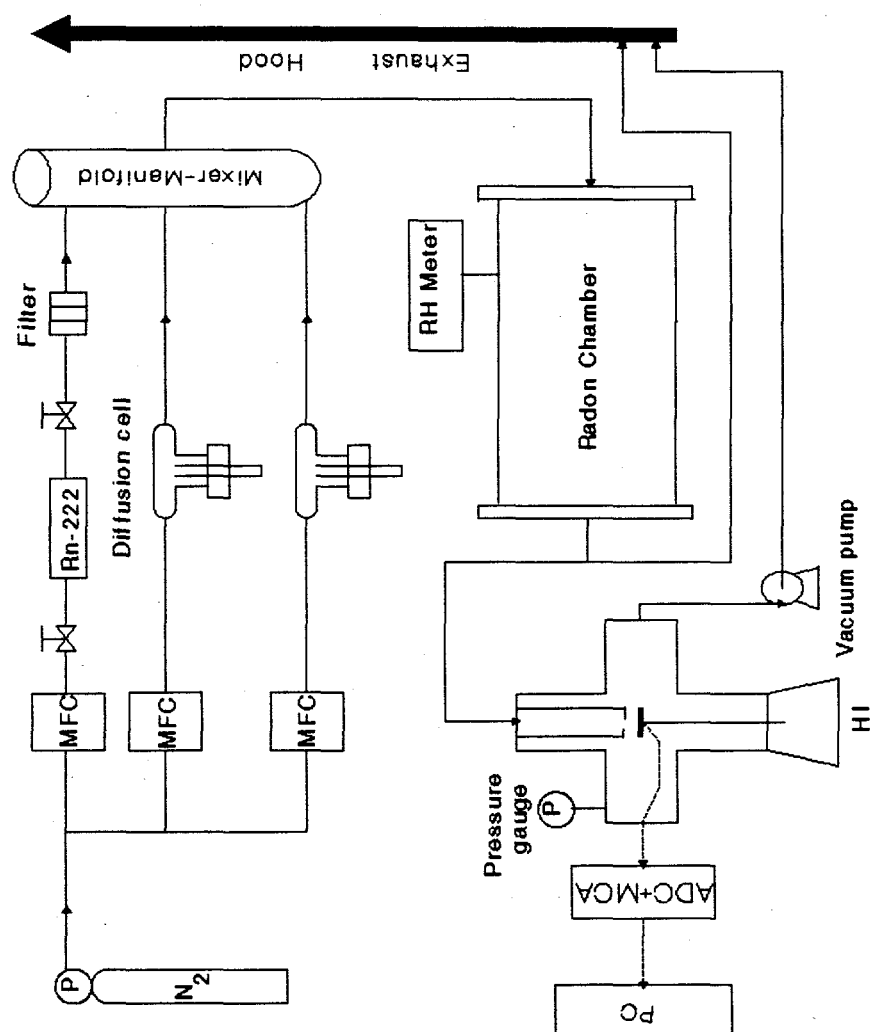 Exhaust Hood
Mixer-Manifold
Filter
Rn-222
Diffusion cell
MFC
MFC
MFC
P
N2
RH Meter
Radon Chamber
Vacuum pump
HI
Pressure
gauge
P
ADC+MCA
PC